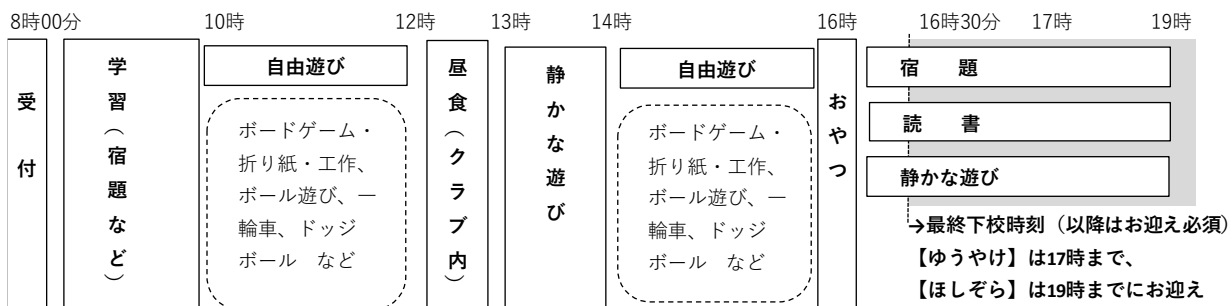 8時00分 10時 12時 13時 14時 16時 16時30分 17時 19時
受付
学習（宿題など）
自由遊び
ボードゲーム・
折り紙・工作、
ボール遊び、一
輪車、ドッジ
ボール など
昼食（クラブ内）
静かな遊び
自由遊び
ボードゲーム・
折り紙・工作、
ボール遊び、一
輪車、ドッジ
ボール など
おやつ
宿 題
読 書
静かな遊び
→最終下校時刻（以降はお迎え必須）
【ゆうやけ】は17時まで、
【ほしぞら】は19時までにお迎え